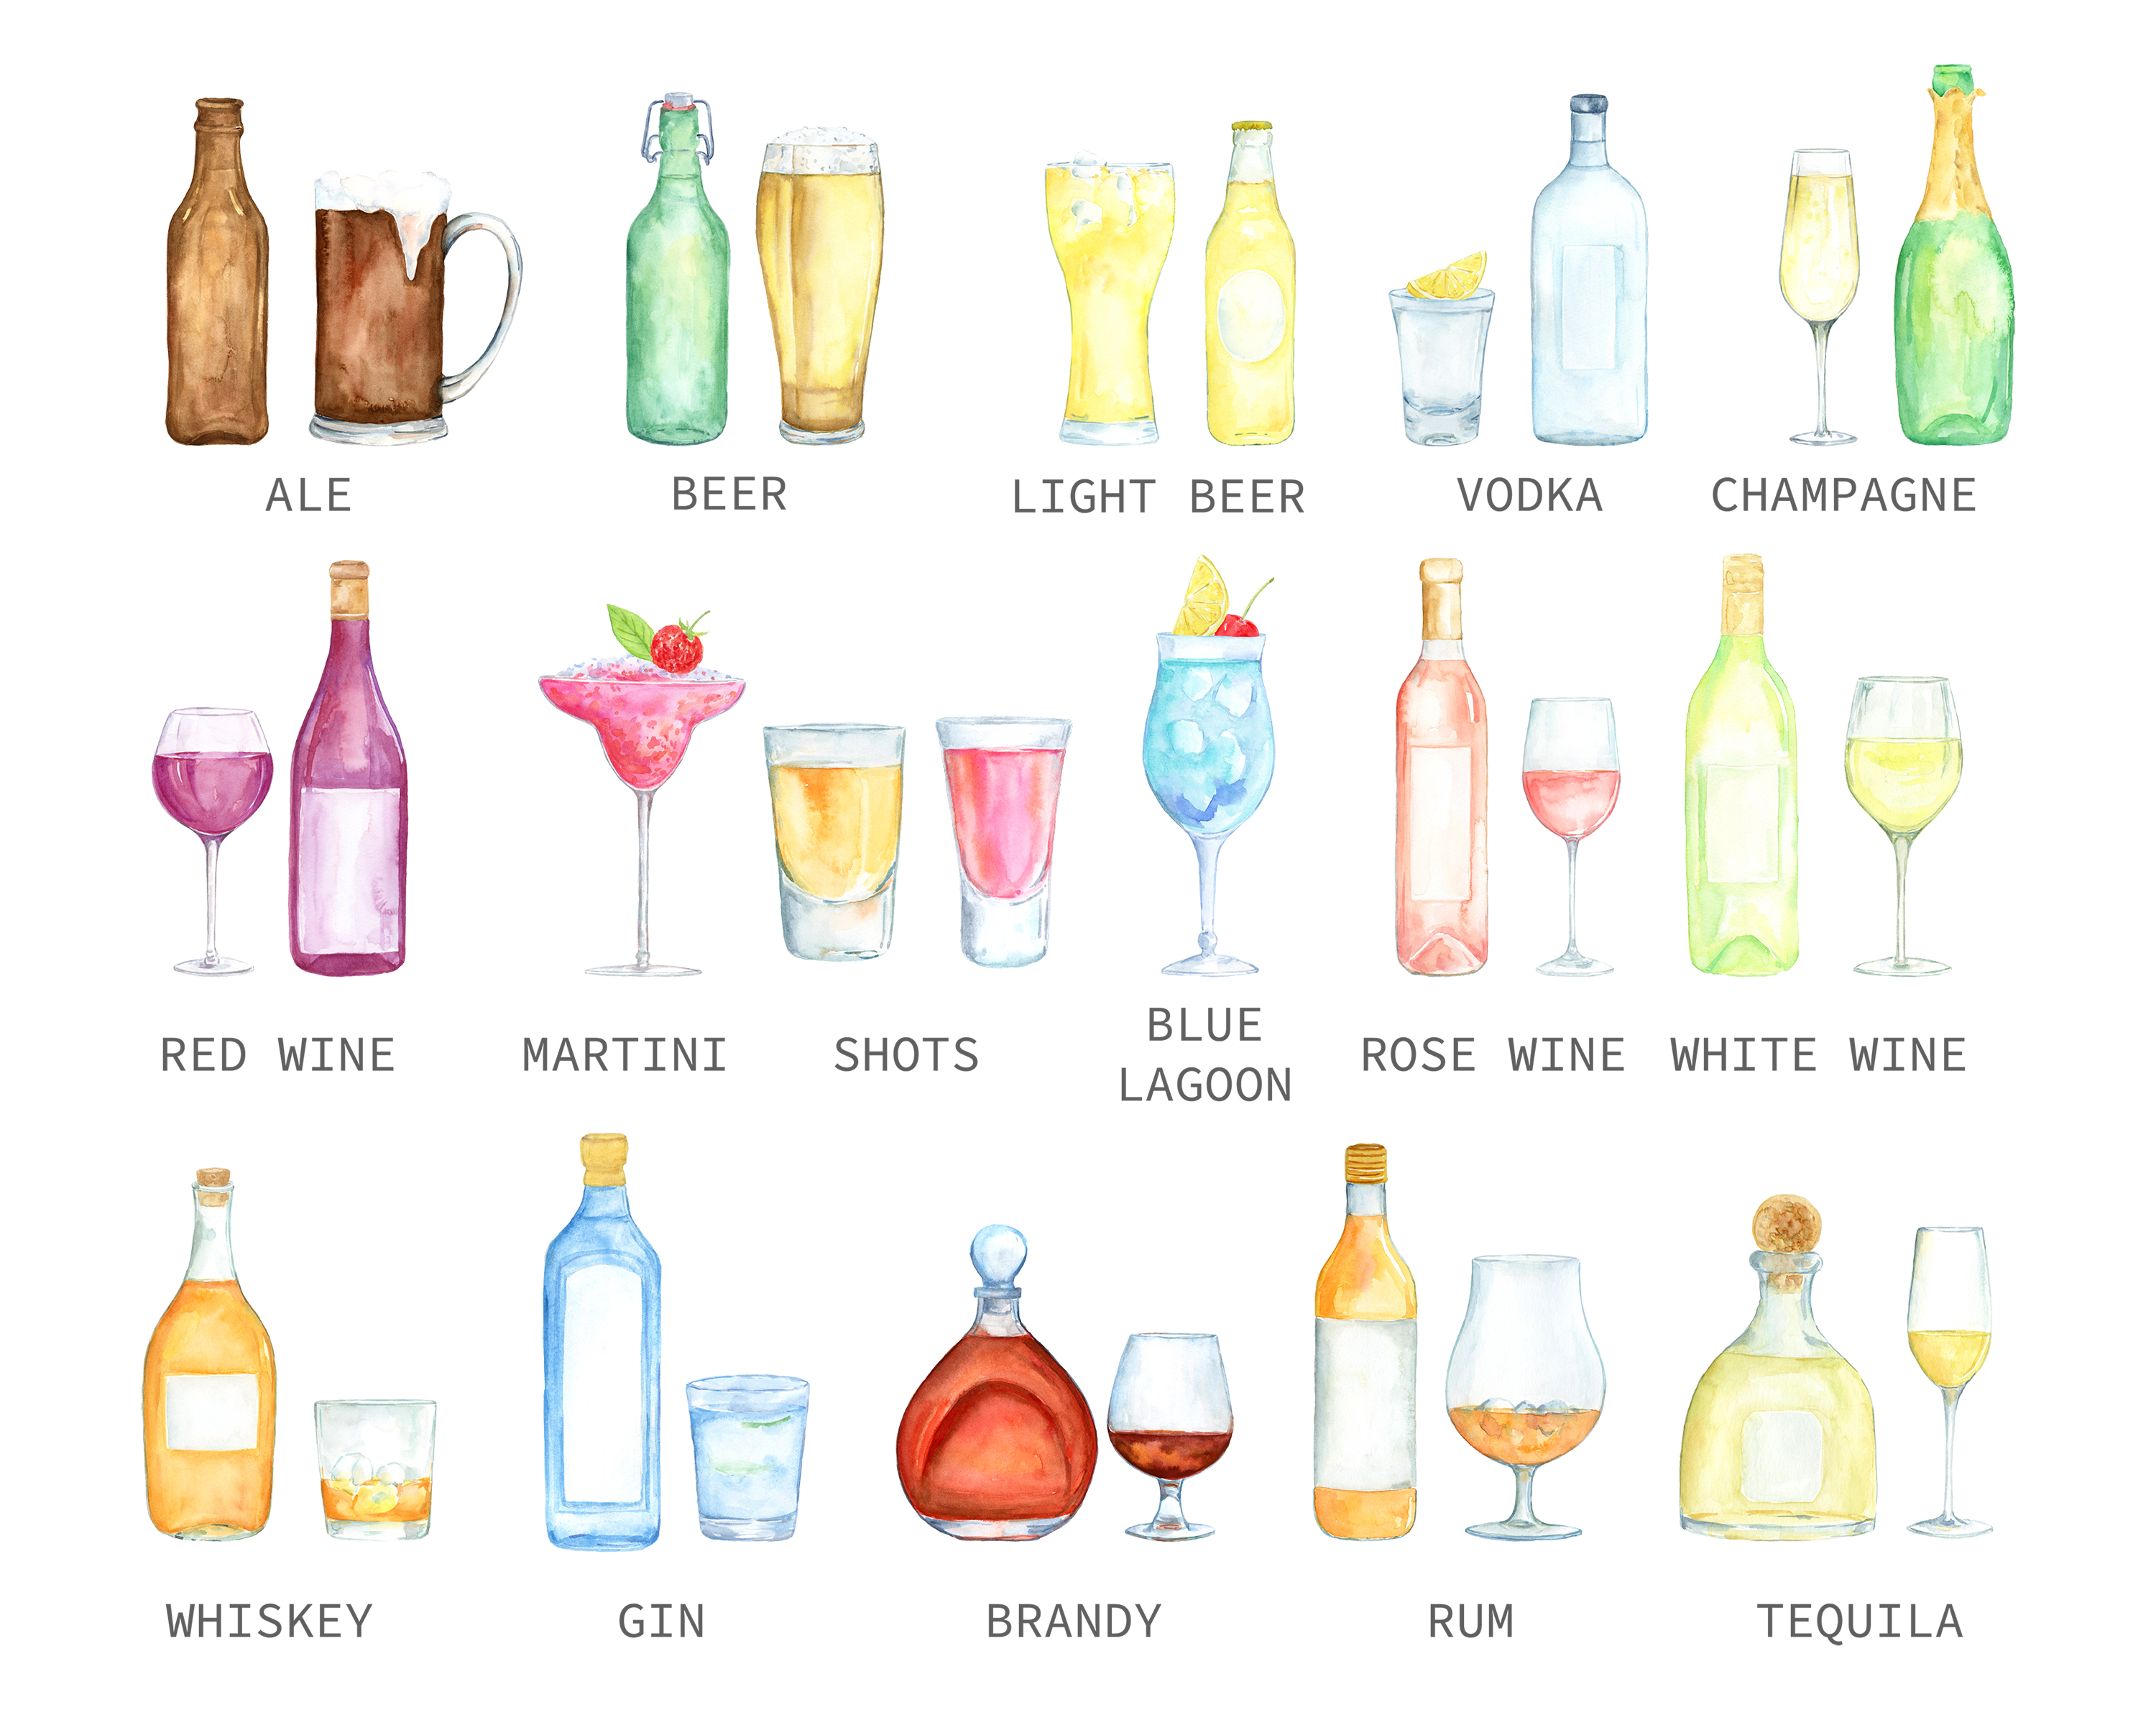 ALE
BEER
LIGHT BEER
VODKA
CHAMPAGNE
RED WINE
MARTINI
SHOTS
BLUE
LAGOON
ROSE WINE
WHITE WINE
WHISKEY
GIN
BRANDY
RUM
TEQUILA